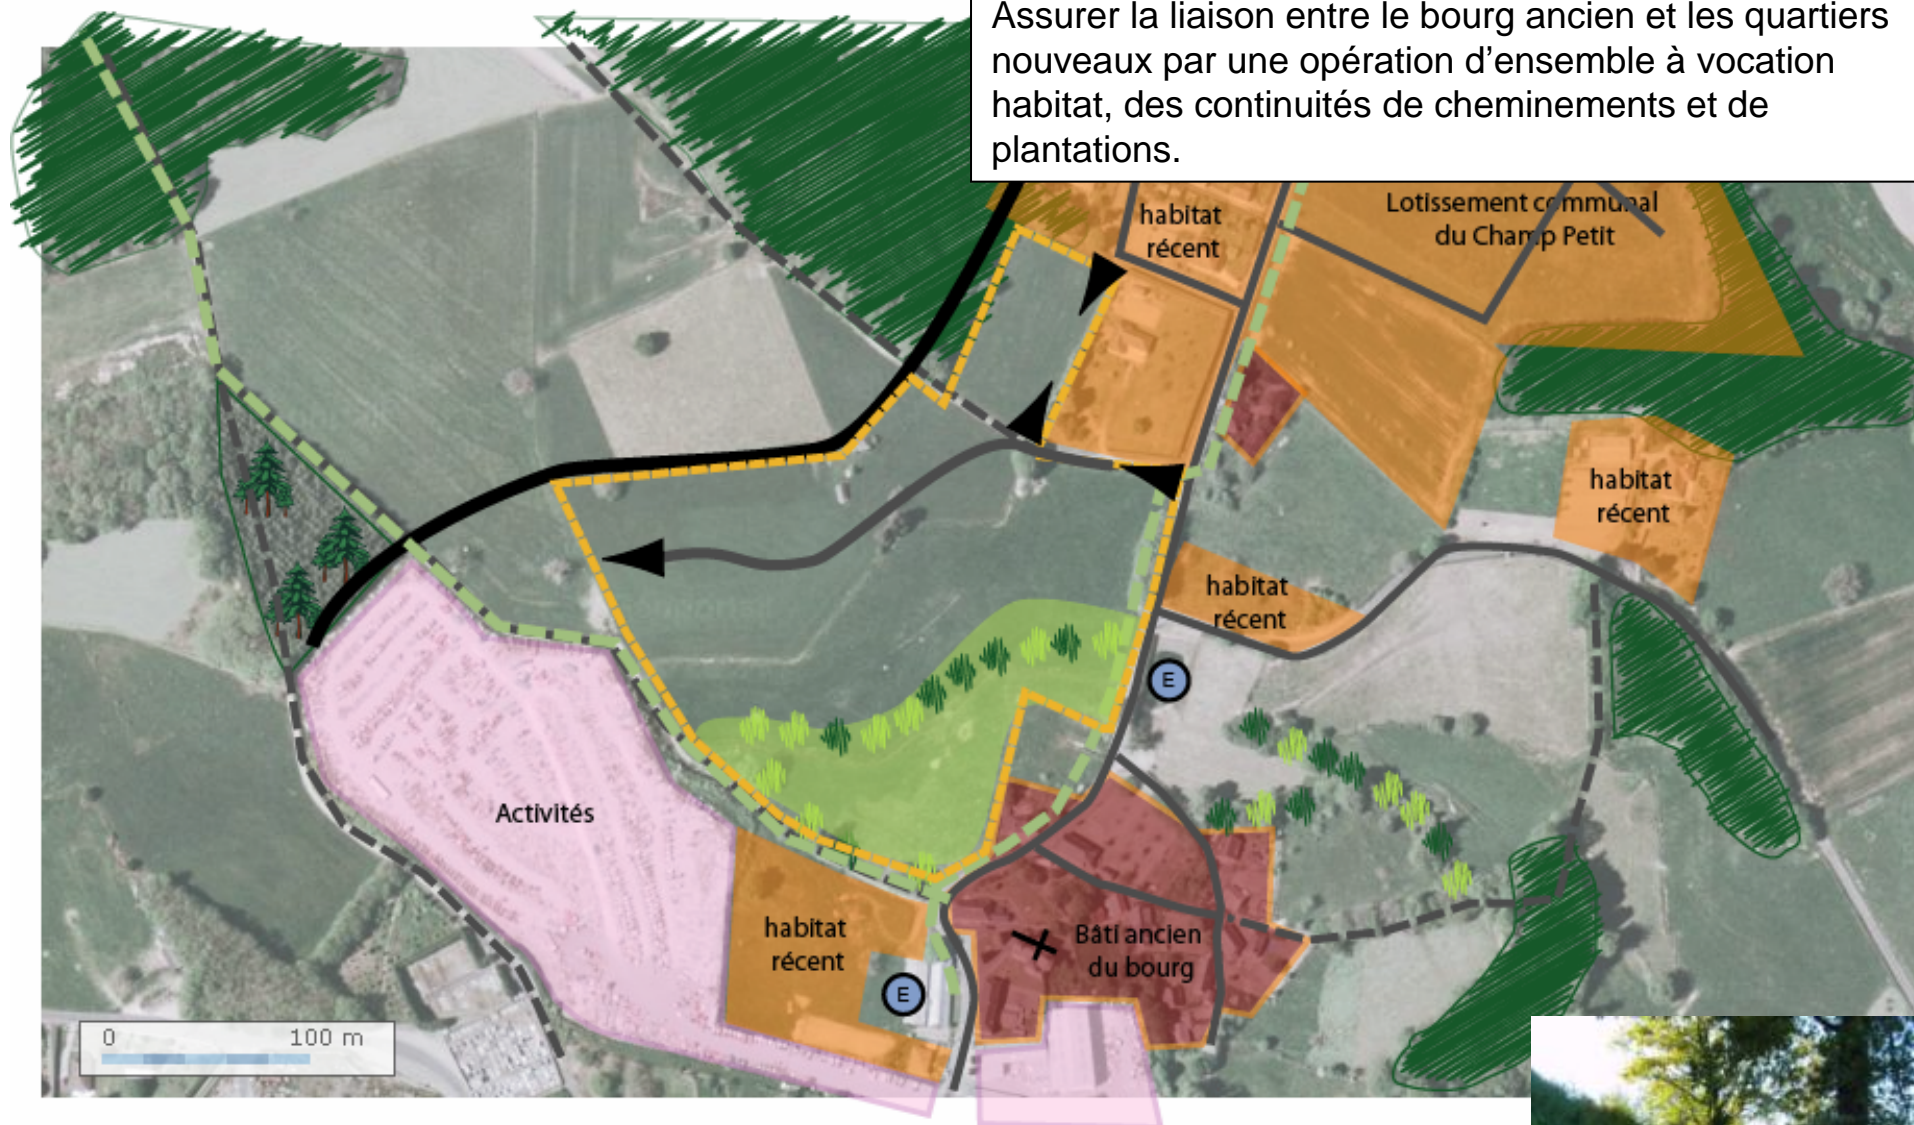 Assurer la liaison entre le bourg ancien et les quartiers
nouveaux par une opération d'ensemble à vocation
habitat, des continuités de cheminements et de
plantations.
habitat
récent
Lotissement communal
du Champ Petit
habitat
récent
habitat
récent
E
Activités
habitat
récent
Bâti ancien
du bourg
E
0 100 m